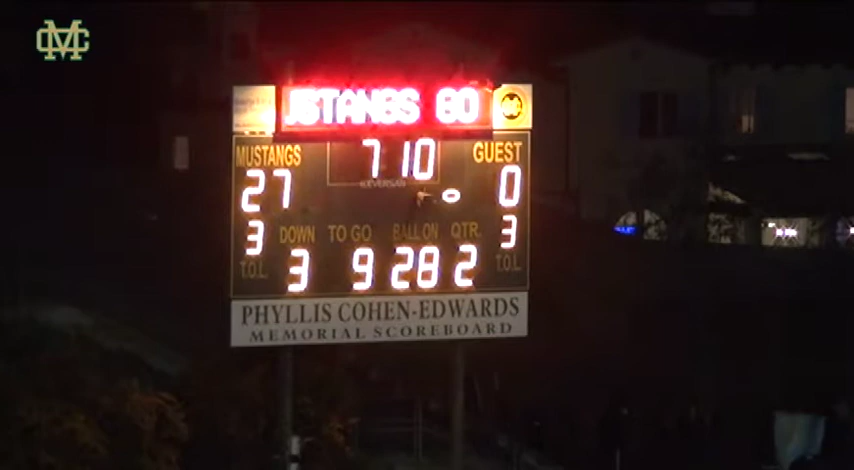 MC
JSTANGS GO
MUSTANGS 7 10 GUEST
27 0
3 DOWN TO GO BALL ON QTR. 3
T.O.L. 3 9 28 2 T.O.L.
PHYLLIS COHEN-EDWARDS
MEMORIAL SCOREBOARD